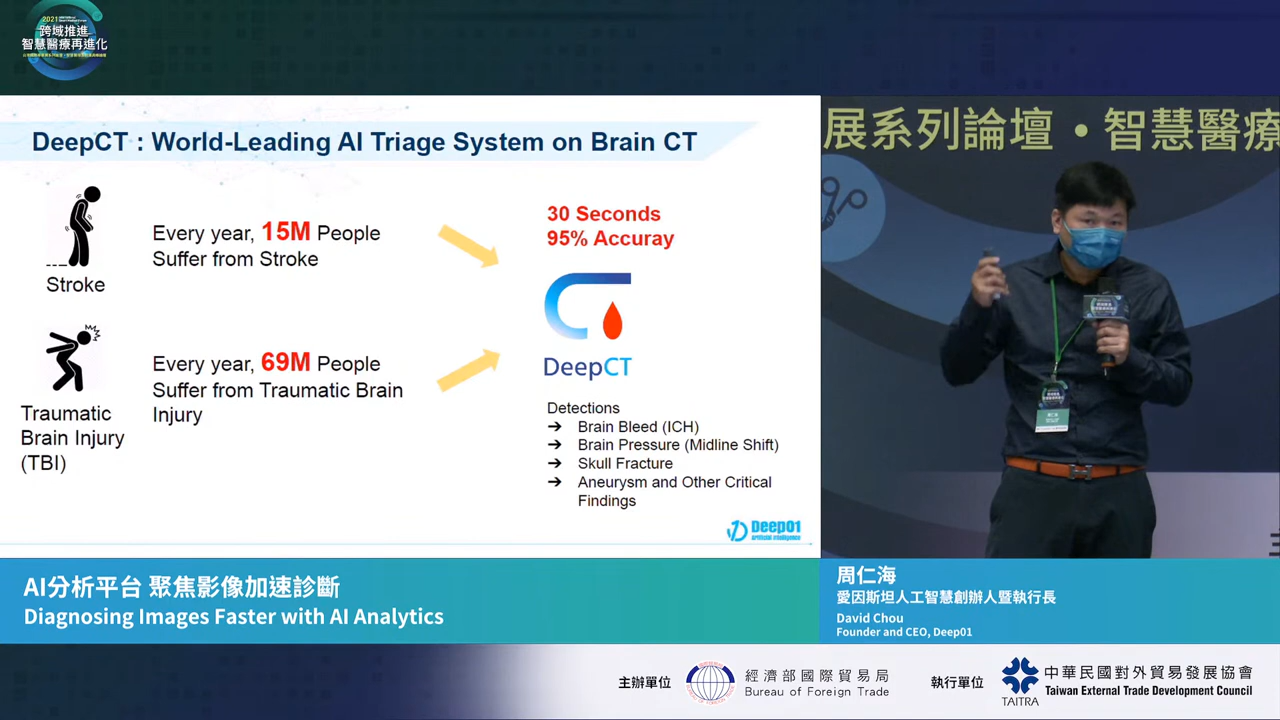 2021
跨域推進
智慧醫療再進化
DeepCT : World-Leading AI Triage System on Brain CT
Stroke
Every year, 15M People
Suffer from Stroke
Traumatic
Brain Injury
(TBI)
Every year, 69M People
Suffer from Traumatic Brain
Injury
30 Seconds
95% Accuray
DeepCT
Detections
➔ Brain Bleed (ICH)
➔ Brain Pressure (Midline Shift)
➔ Skull Fracture
➔ Aneurysm and Other Critical
Findings
Deep01
Artificial Intelligence
展系列論壇・智慧醫療
AI分析平台 聚焦影像加速診斷
Diagnosing Images Faster with AI Analytics
周仁海
愛因斯坦人工智慧創辦人暨執行長
David Chou
Founder and CEO, Deep01
主辦單位
經濟部國際貿易局
Bureau of Foreign Trade
執行單位
TAITRA
中華民國對外貿易發展協會
Taiwan External Trade Development Council